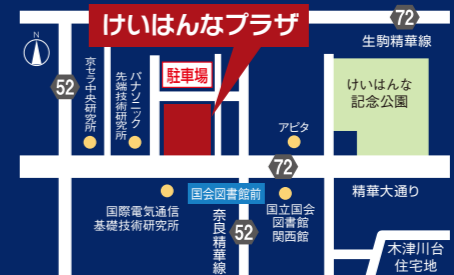 けいはんなプラザ
72
生駒精華線
N
52
京セラ中央研究所
パナソニック
先端技術研究所
駐車場
けいはんな
記念公園
アピタ
72
国会図書館前
精華大通り
国際電気通信
基礎技術研究所
奈良精華線
52
国立国会
図書館
関西館
木津川台
住宅地